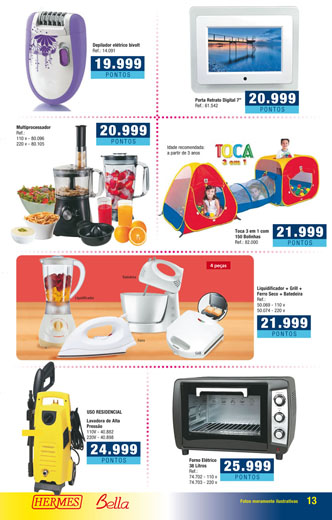 Depilador elétrico bivolt
Ref.: 14.091
19.999
PONTOS
Porta Retrato Digital 7"
Ref.: 61.542
20.999
PONTOS
Multiprocessador
Ref.:
110 v - 80.096
220 v - 80.105
20.999
PONTOS
Idade recomendada:
a partir de 3 anos
TOCA
3 em 1
Toca 3 em 1 com
150 Bolinhas
Ref.: 82.000
21.999
PONTOS
4 peças
Batedeira
Liquidificador
Ferro
Grill
Liquidificador + Grill +
Ferro Seco + Batedeira
Ref.:
50.068 - 110 v
50.074 - 220 v
21.999
PONTOS
USO RESIDENCIAL
Lavadora de Alta
Pressão
110V - 40.882
220V - 40.898
24.999
PONTOS
Forno Elétrico
36 Litros
Ref.:
74.702 - 110 v
74.703 - 220 v
25.999
PONTOS
HERMES
Bella
Fotos meramente ilustrativas
13